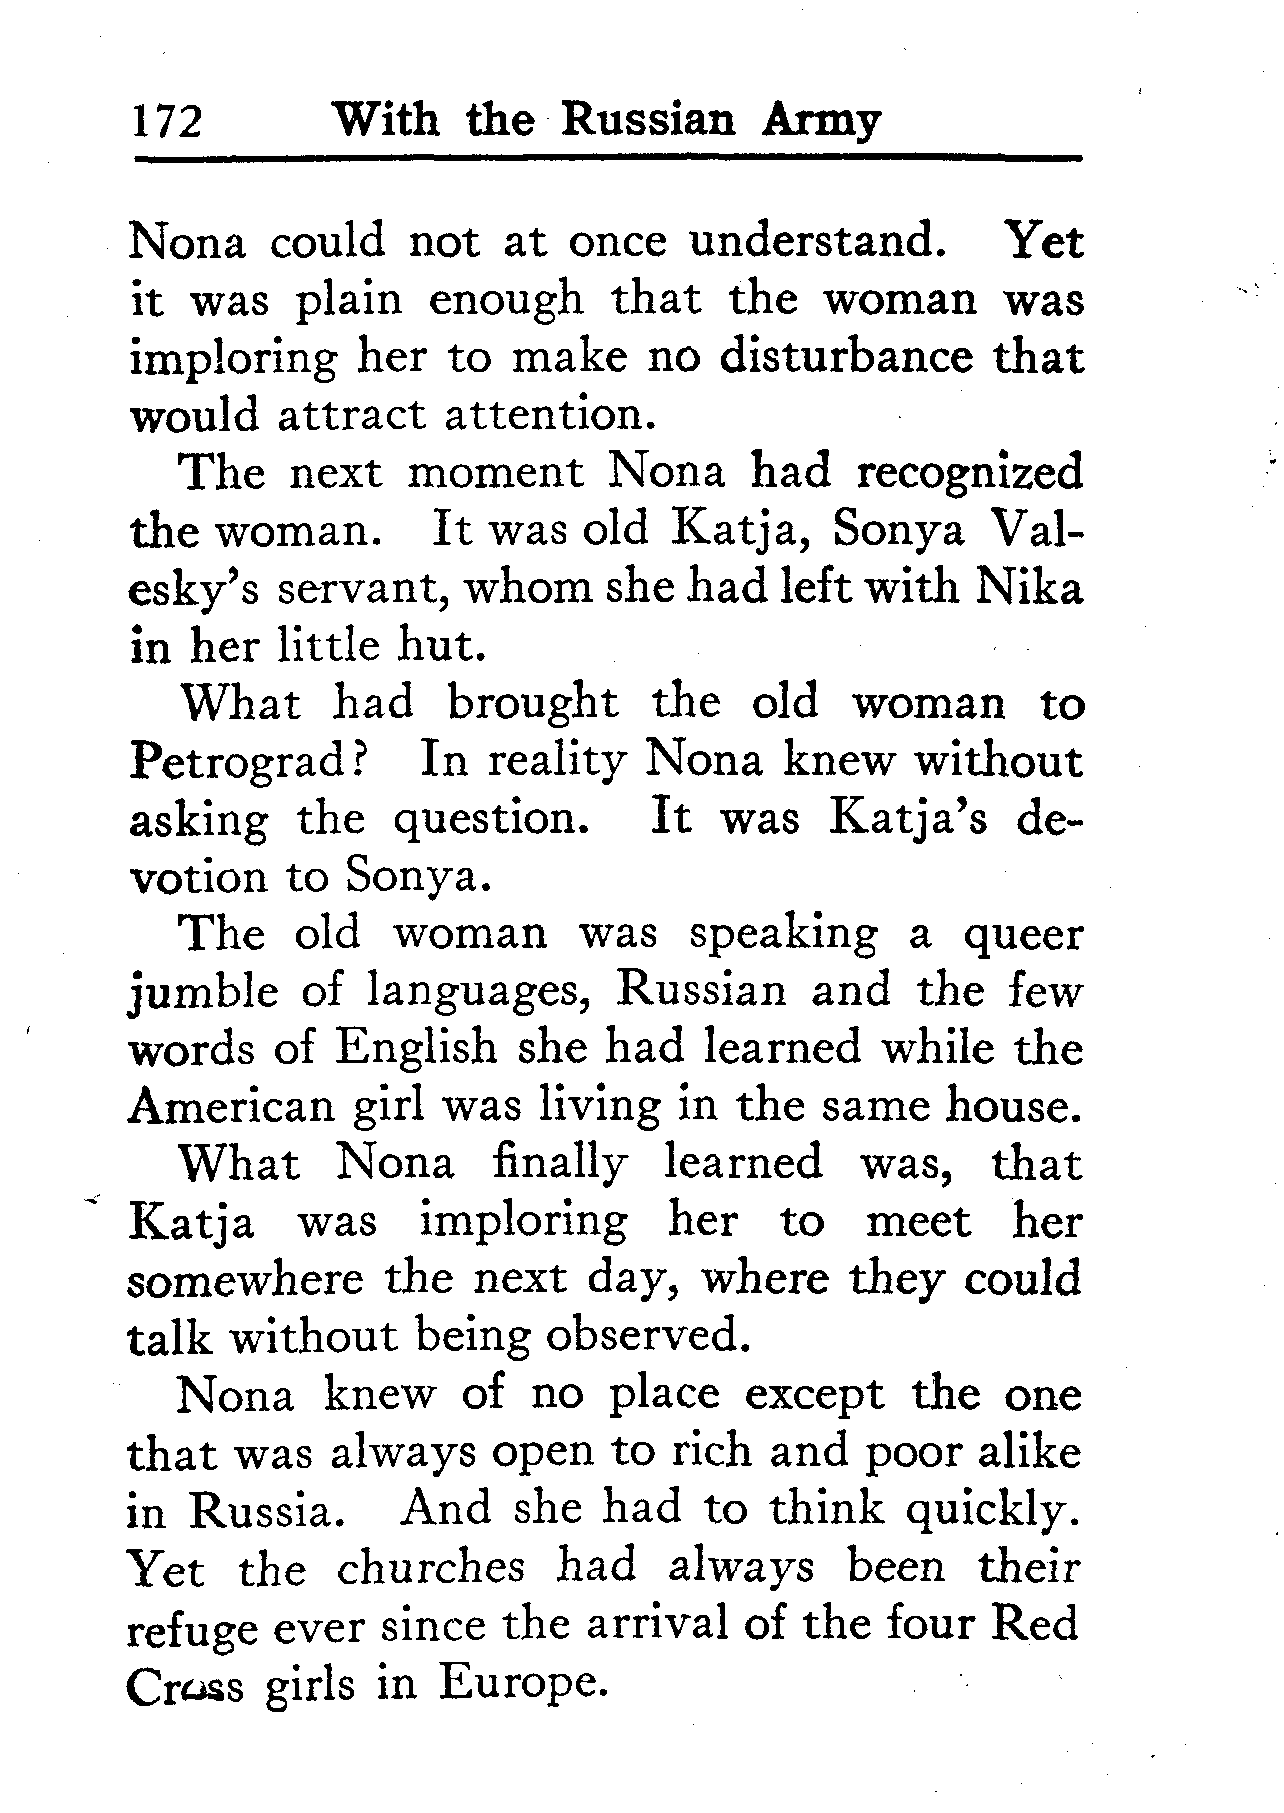 172 With the Russian Army
Nona could not at once understand. Yet
it was plain enough that the woman was
imploring her to make no disturbance that
would attract attention.
The next moment Nona had recognized
the woman. It was old Katja, Sonya Val-
esky's servant, whom she had left with Nika
in her little hut.
What had brought the old woman to
Petrograd? In reality Nona knew without
asking the question. It was Katja's de-
votion to Sonya.
The old woman was speaking a queer
jumble of languages, Russian and the few
words of English she had learned while the
American girl was living in the same house.
What Nona finally learned was, that
Katja was imploring her to meet her
somewhere the next day, where they could
talk without being observed.
Nona knew of no place except the one
that was always open to rich and poor alike
in Russia. And she had to think quickly.
Yet the churches had always been their
refuge ever since the arrival of the four Red
Cross girls in Europe.